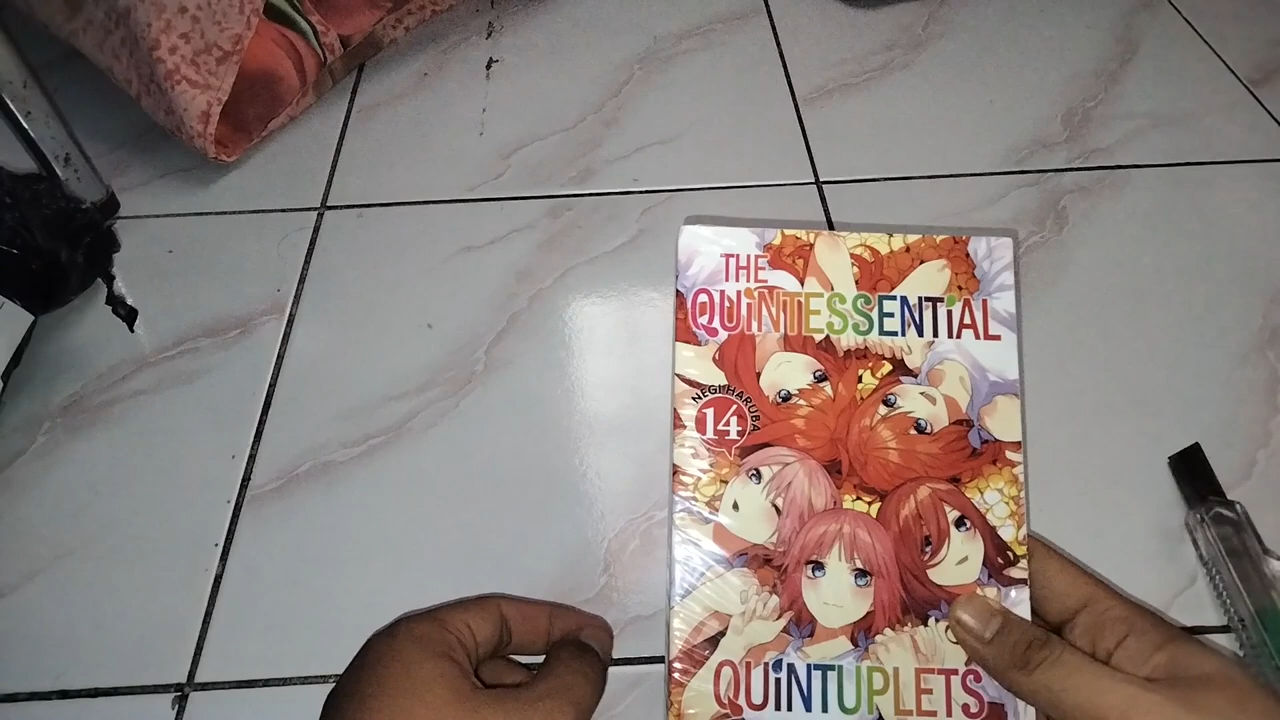 THE
QUiNTESSENTiAL
NEGI HARUBA
14
QUiNTUPLETS